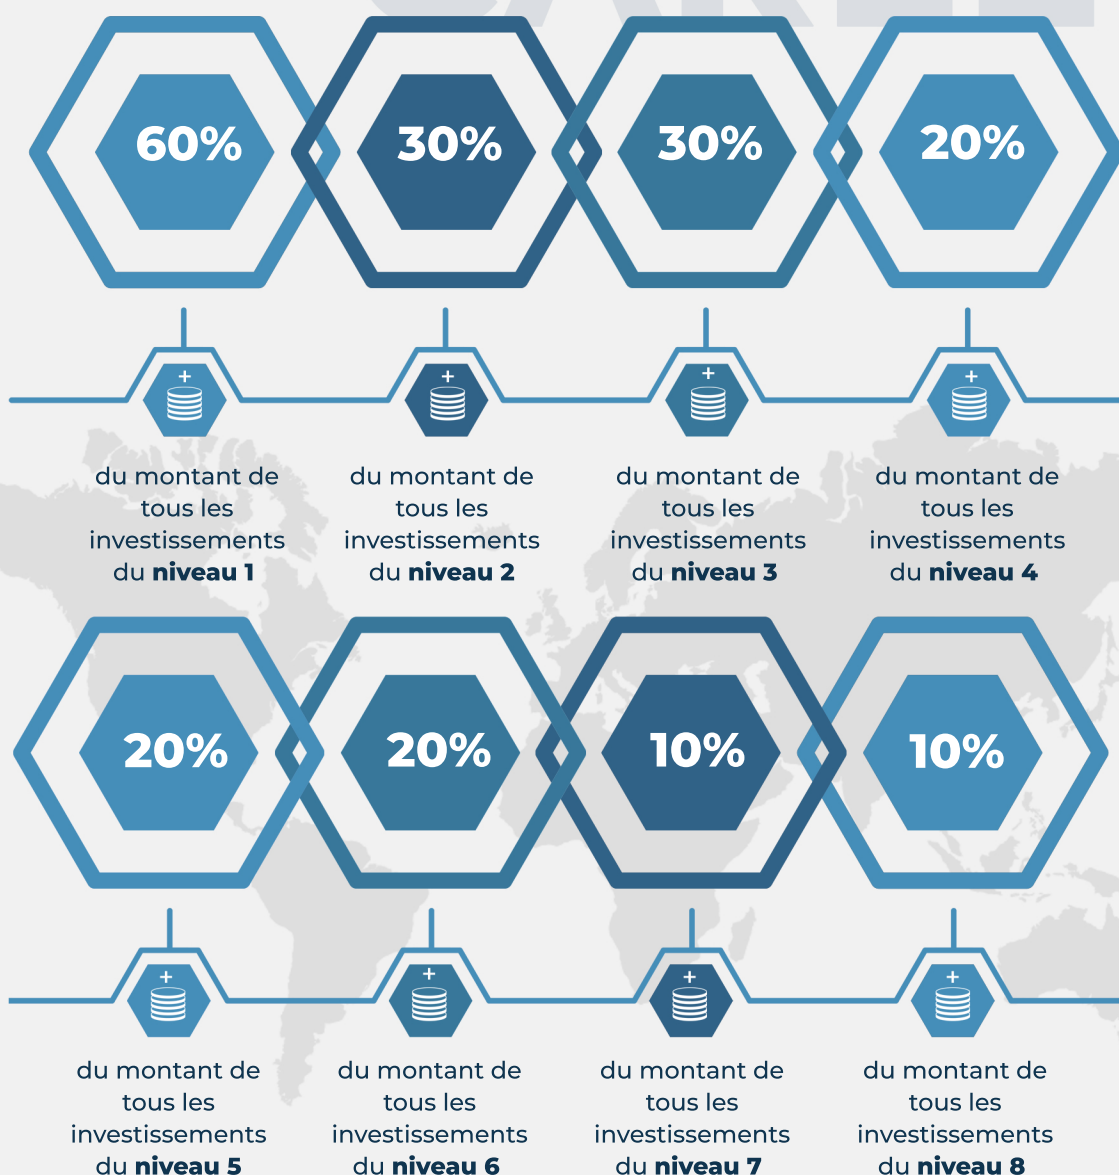 60%
30%
30%
20%
du montant de
tous les
investissements
du niveau 1
du montant de
tous les
investissements
du niveau 2
du montant de
tous les
investissements
du niveau 3
du montant de
tous les
investissements
du niveau 4
20%
20%
10%
10%
du montant de
tous les
investissements
du niveau 5
du montant de
tous les
investissements
du niveau 6
du montant de
tous les
investissements
du niveau 7
du montant de
tous les
investissements
du niveau 8